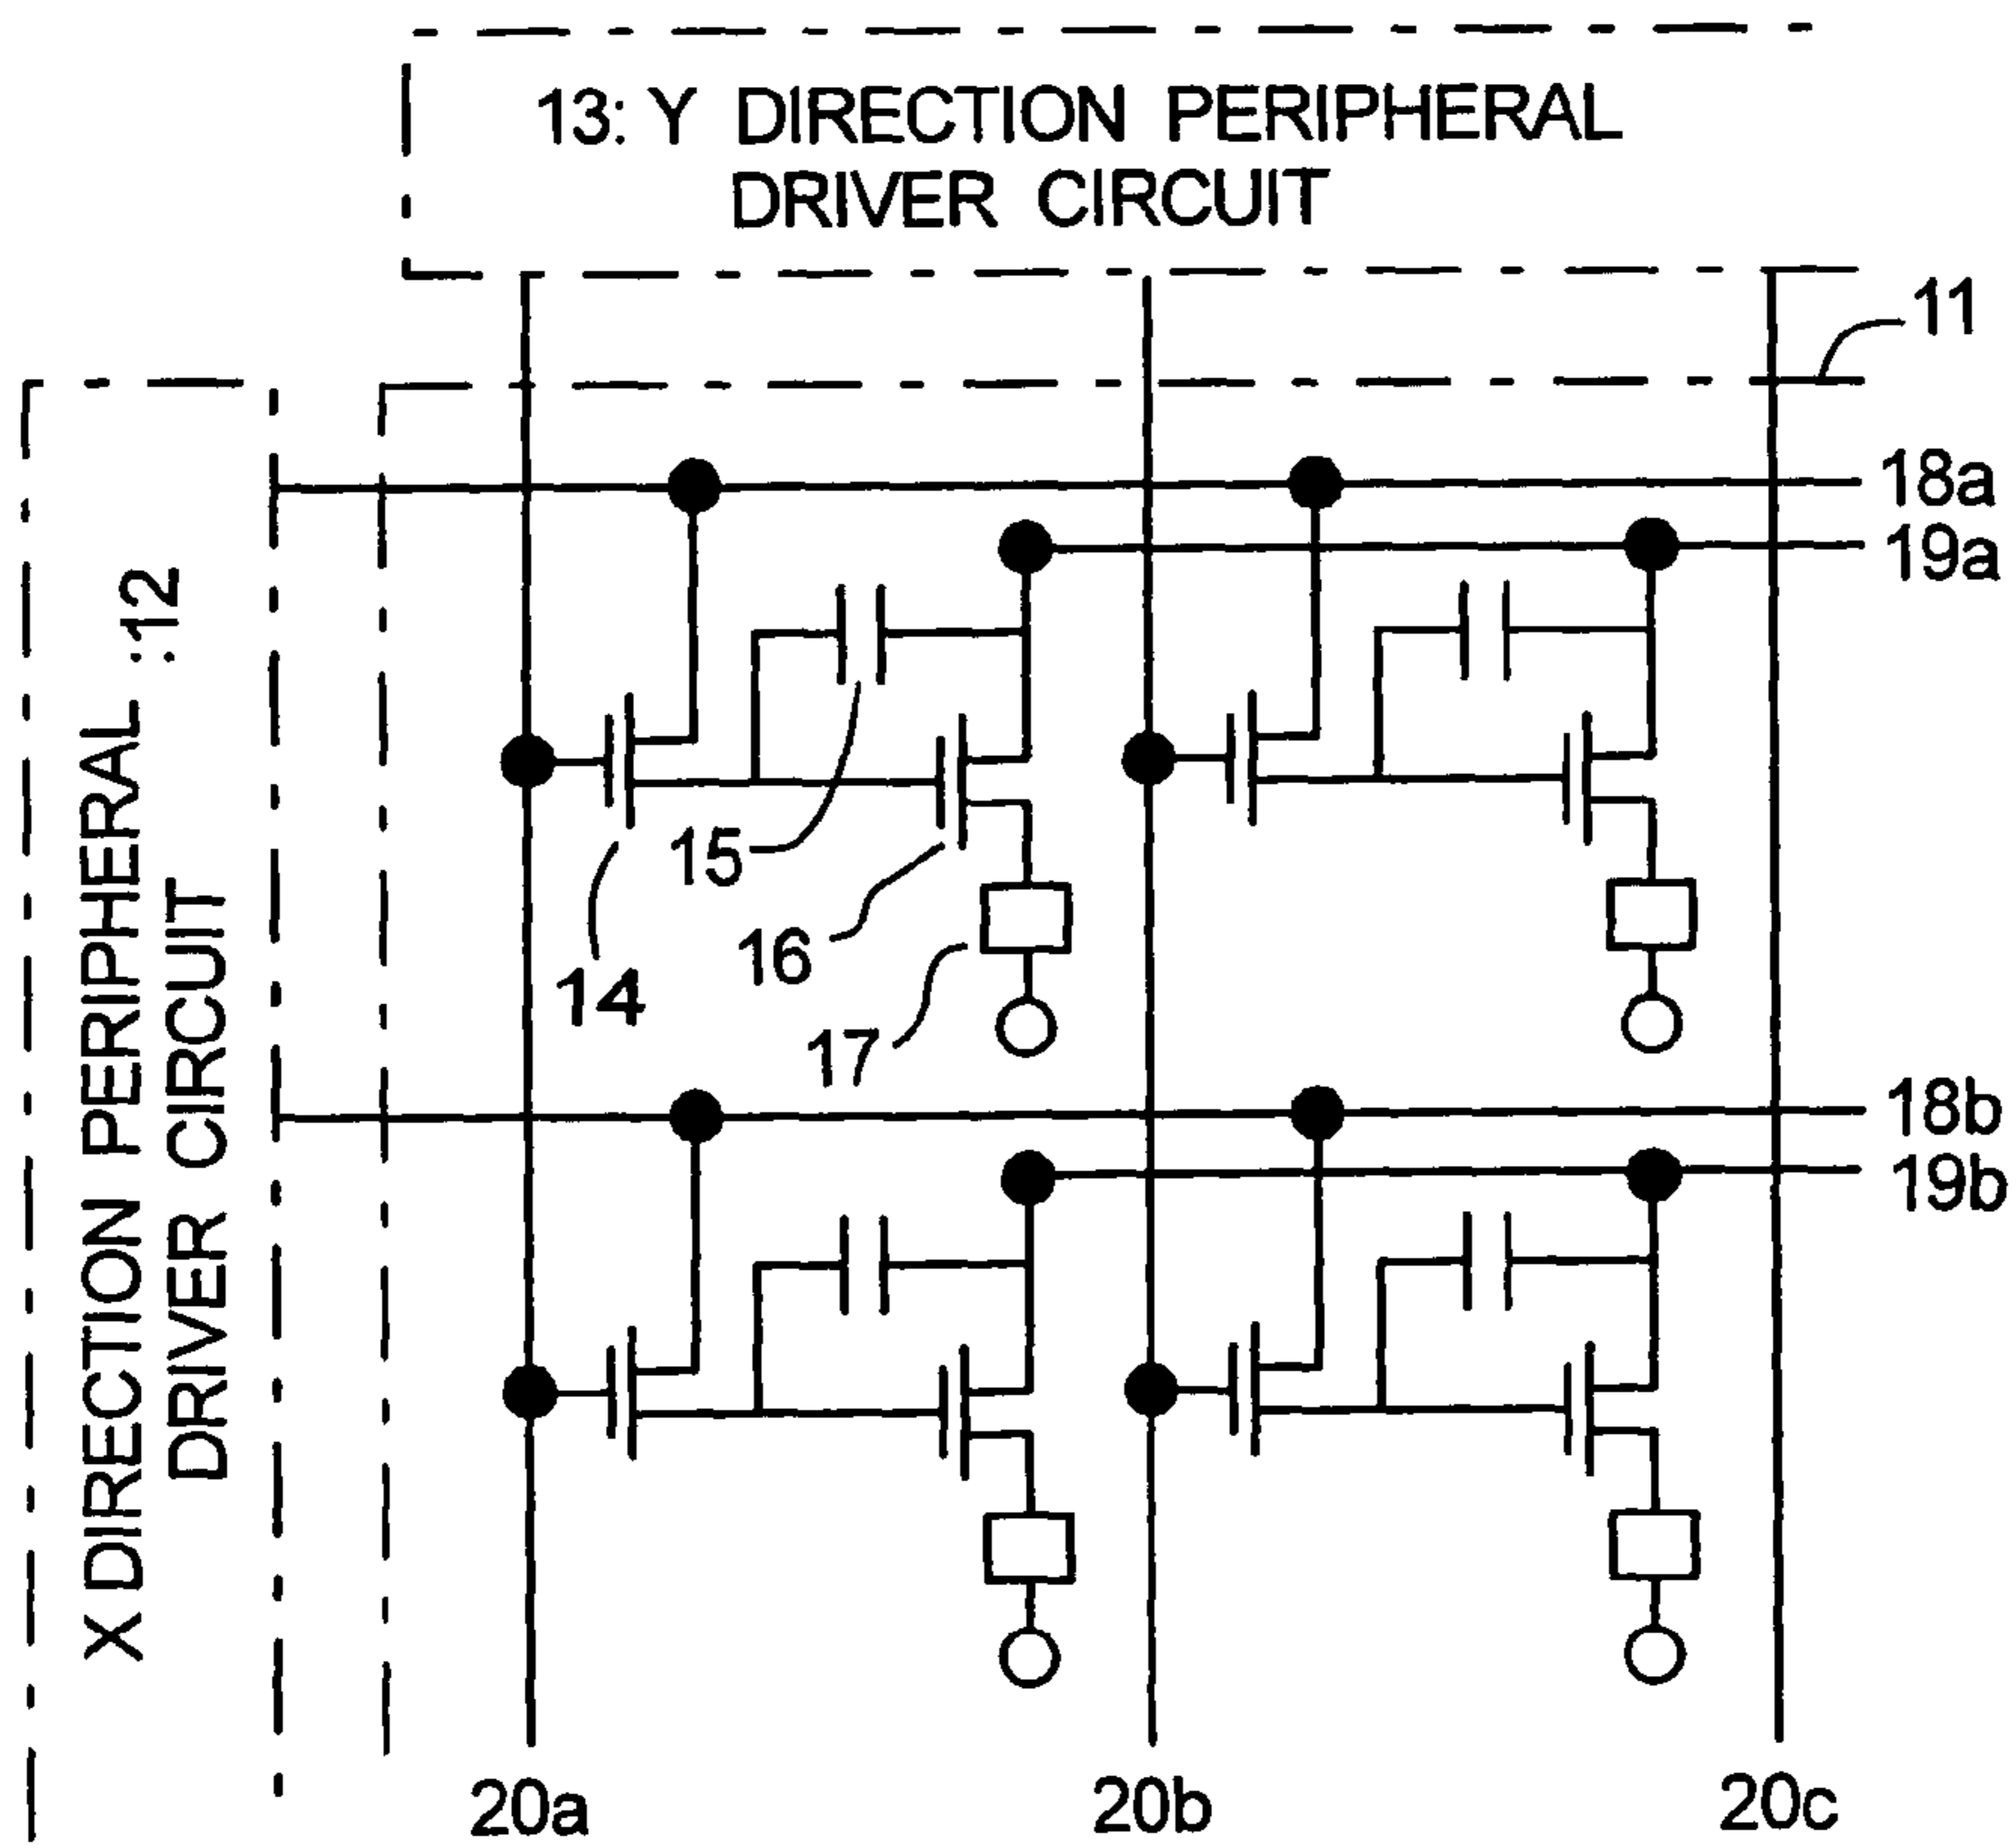 13: Y DIRECTION PERIPHERAL
DRIVER CIRCUIT
11
18a
19a
X DIRECTION PERIPHERAL :12
DRIVER CIRCUIT
15
14
16
17
18b
19b
20a
20b
20c